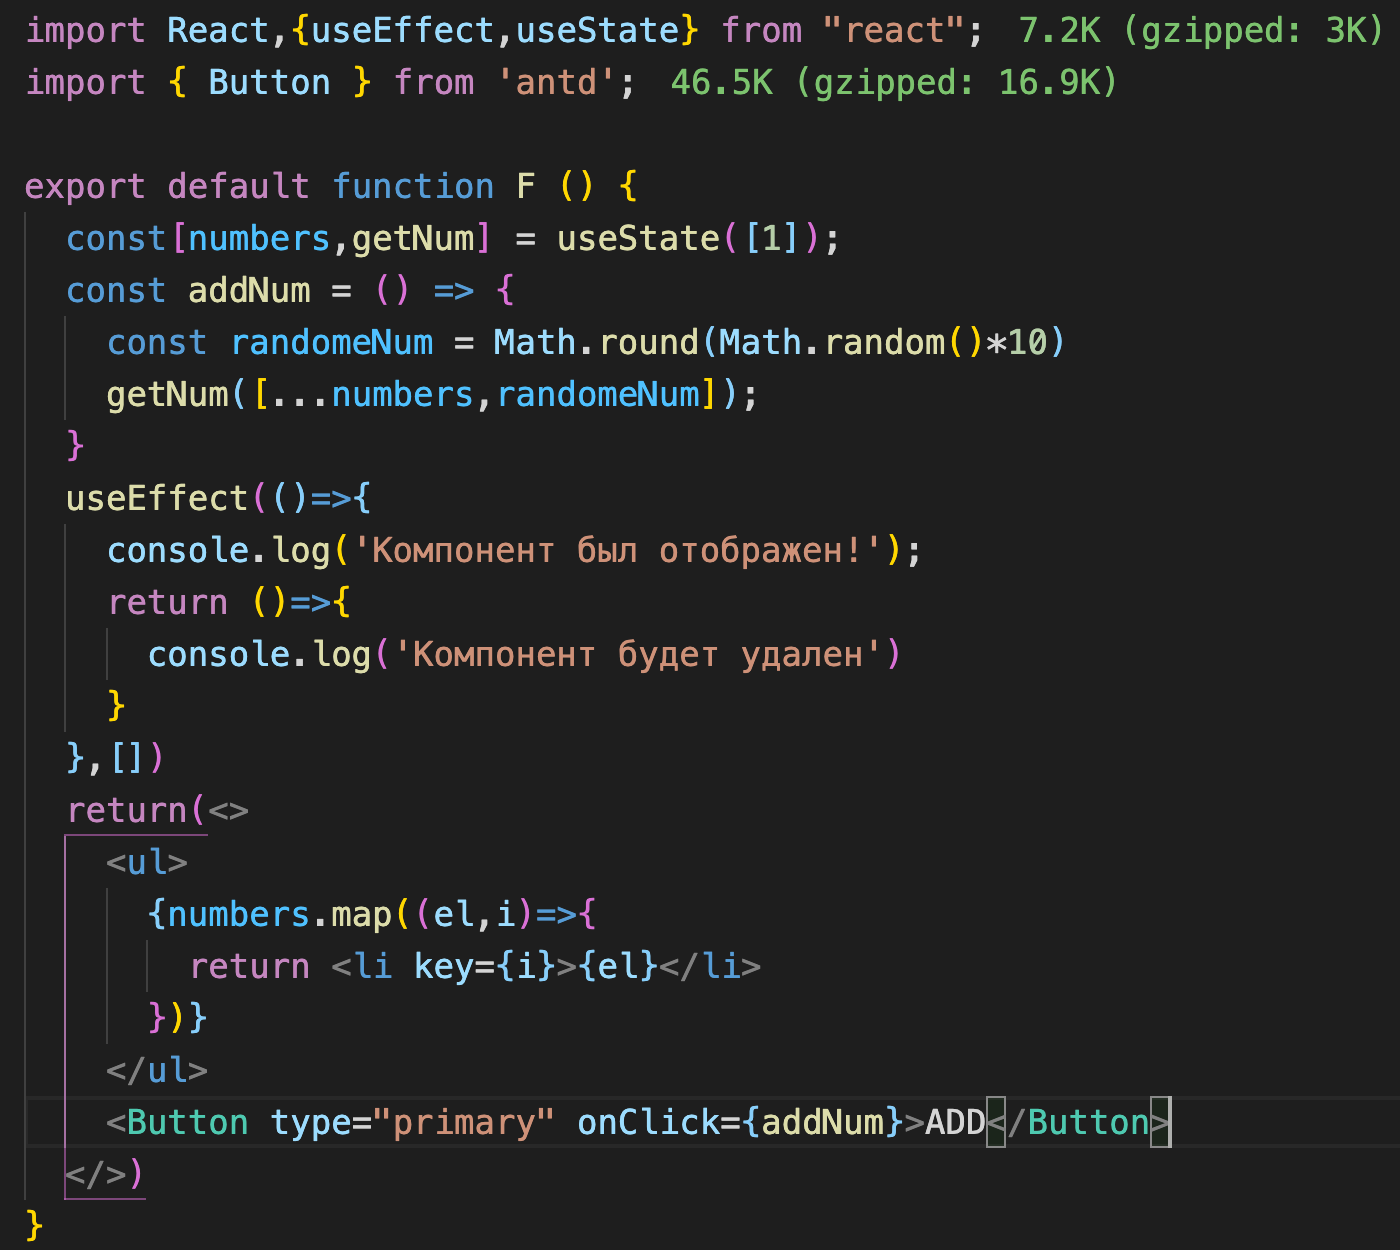 import React,{useEffect,useState} from "react"; 7.2K (gzipped: 3K)
import { Button } from 'antd'; 46.5K (gzipped: 16.9K)
export default function F () {
const[numbers,getNum] = useState([1]);
const addNum = () => {
const randomeNum = Math.round(Math.random()*10)
getNum([...numbers,randomeNum]);
}
useEffect(()=>{
console.log('Компонент был отображен!');
return ()=>{
console.log('Компонент будет удален')
}
},[])
return(<>
<ul>
{numbers.map((el,i)=>{
return <li key={i}>{el}</li>
})}
</ul>
<Button type="primary" onClick={addNum}>ADD</Button>
</>)
}